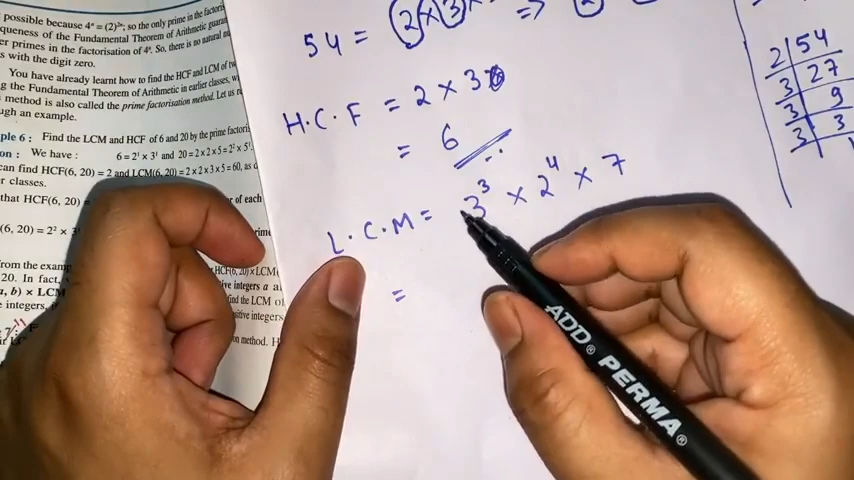 possible because 4ⁿ = (2)²ⁿ; so the only prime in the factoris
queness of the Fundamental Theorem of Arithmetic guaran
er primes in the factorisation of 4ⁿ. So, there is no natural
s with the digit zero.
You have already learnt how to find the HCF and LCM of tw
g the Fundamental Theorem of Arithmetic in earlier classes,
method is also called the prime factorisation method. Let us re
ugh an example.
ple 6 : Find the LCM and HCF of 6 and 20 by the prime factoris
on : We have : 6 = 2¹ × 3¹ and 20 = 2 × 2 × 5 = 2² × 5¹.
can find HCF(6, 20) = 2 and LCM(6, 20) = 2 × 2 × 3 × 5 = 60, as d
r classes.
that HCF(6, 20) = 2
(6, 20) = 2² × 3
from the examp
20. In fact,
a, b) × LCM
integers,
HCF(6, 20) × LCM
ive integers a a
find the LCM of
sitive integers
on method. H
54 = 2 × 3 ×
H.C.F = 2 × 3
= 6
L.C.M = 3³ × 2⁴ × 7
=
2 | 54
3 | 27
3 | 9
3 | 3
ADD PERMA